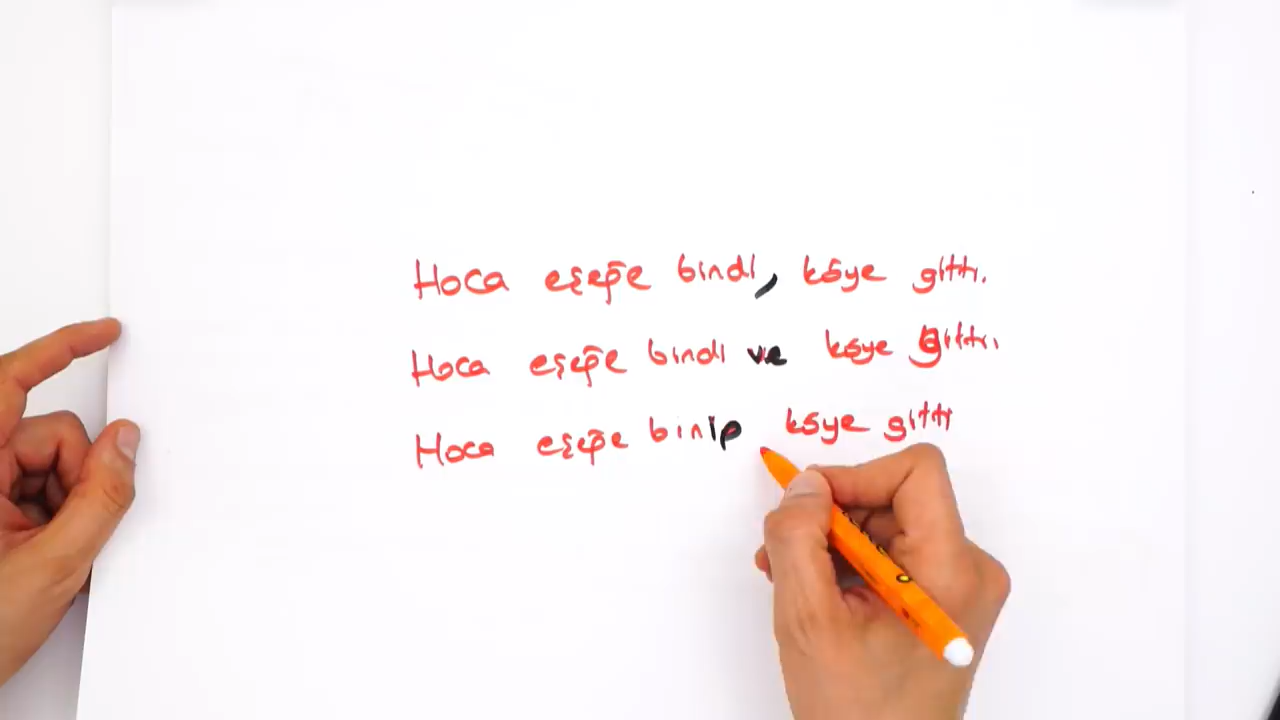 Hoca eşeğe bindi, köye gitti.
Hoca eşeğe bindi ve köye gitti.
Hoca eşeğe binip köye gitti